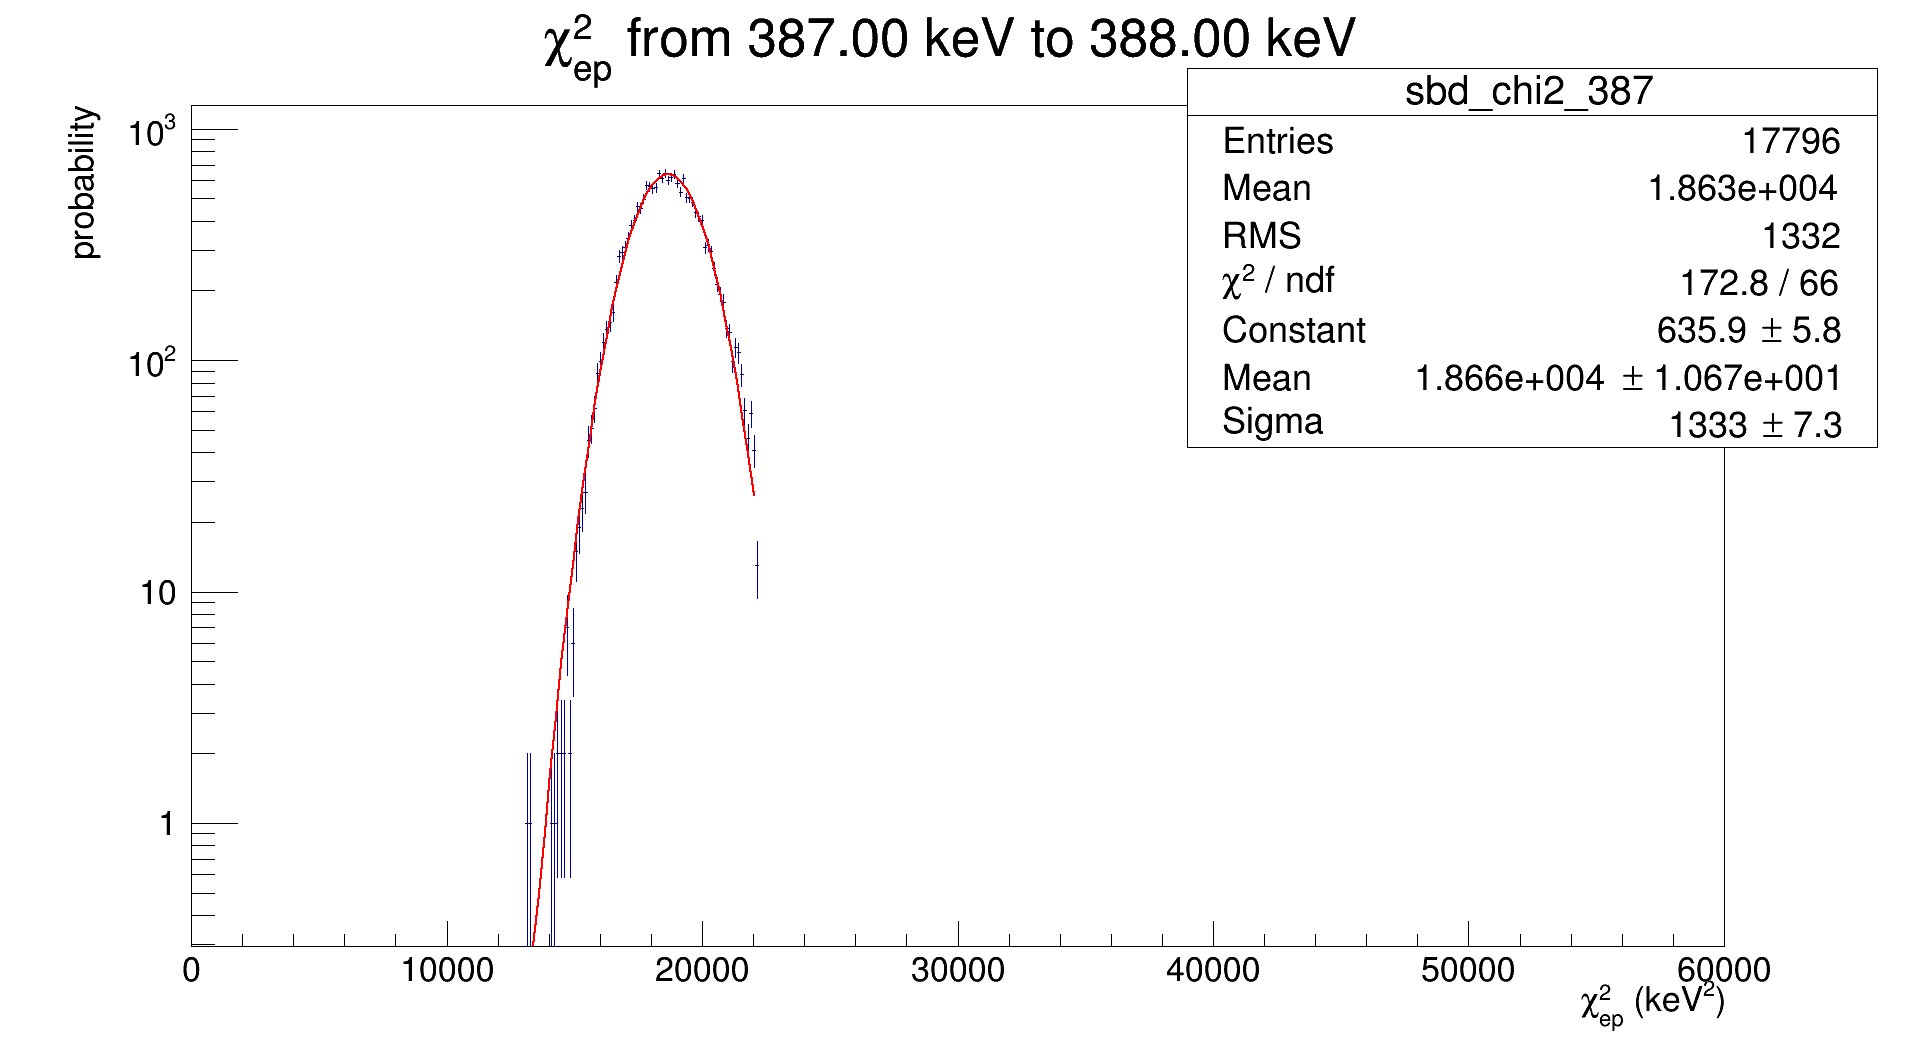 χ²ep from 387.00 keV to 388.00 keV
sbd_chi2_387
Entries 17796
Mean 1.863e+004
RMS 1332
χ² / ndf 172.8 / 66
Constant 635.9 ± 5.8
Mean 1.866e+004 ± 1.067e+001
Sigma 1333 ± 7.3
probability
10³
10²
10
1
0 10000 20000 30000 40000 50000 60000
χ²ep (keV²)